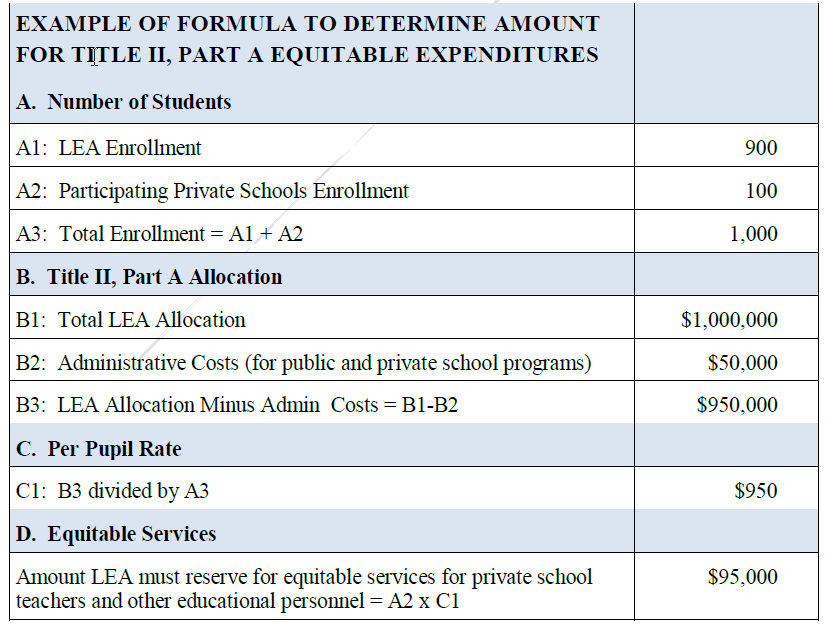 EXAMPLE OF FORMULA TO DETERMINE AMOUNT
FOR TITLE II, PART A EQUITABLE EXPENDITURES
A. Number of Students
A1: LEA Enrollment 900
A2: Participating Private Schools Enrollment 100
A3: Total Enrollment = A1 + A2 1,000
B. Title II, Part A Allocation
B1: Total LEA Allocation $1,000,000
B2: Administrative Costs (for public and private school programs) $50,000
B3: LEA Allocation Minus Admin Costs = B1-B2 $950,000
C. Per Pupil Rate
C1: B3 divided by A3 $950
D. Equitable Services
Amount LEA must reserve for equitable services for private school $95,000
teachers and other educational personnel = A2 x C1